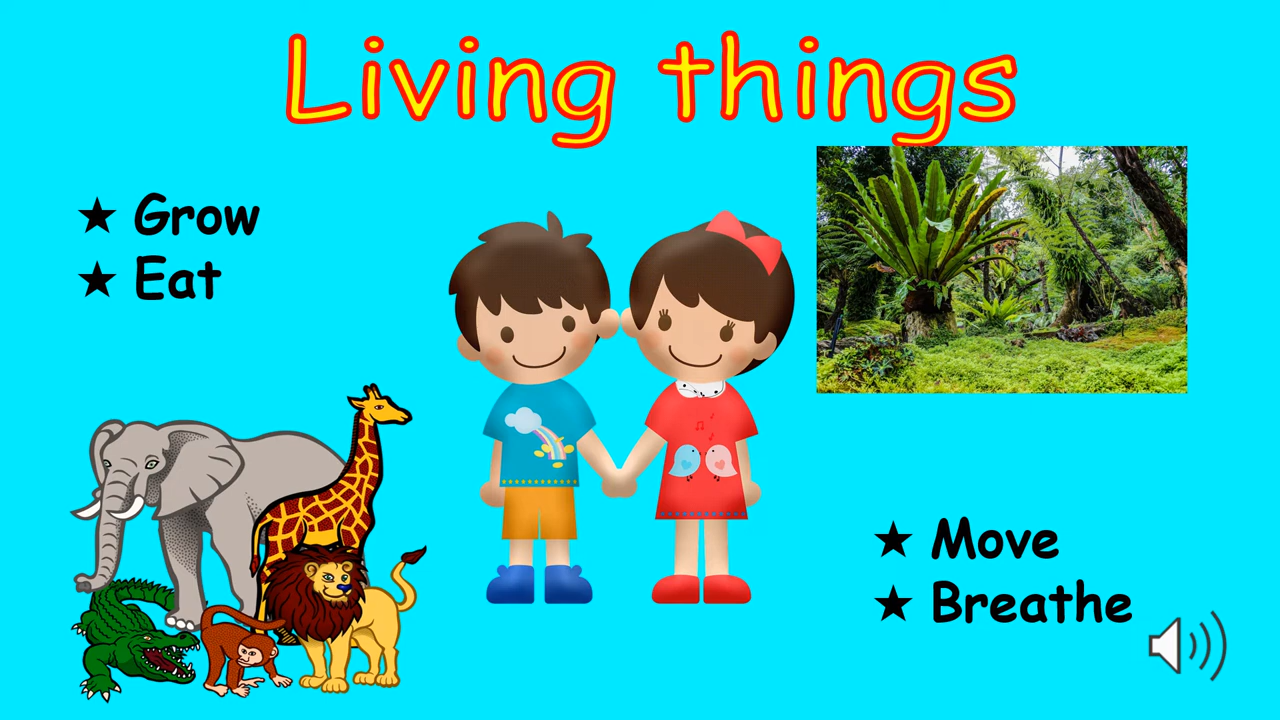 Living things
★ Grow
★ Eat
★ Move
★ Breathe